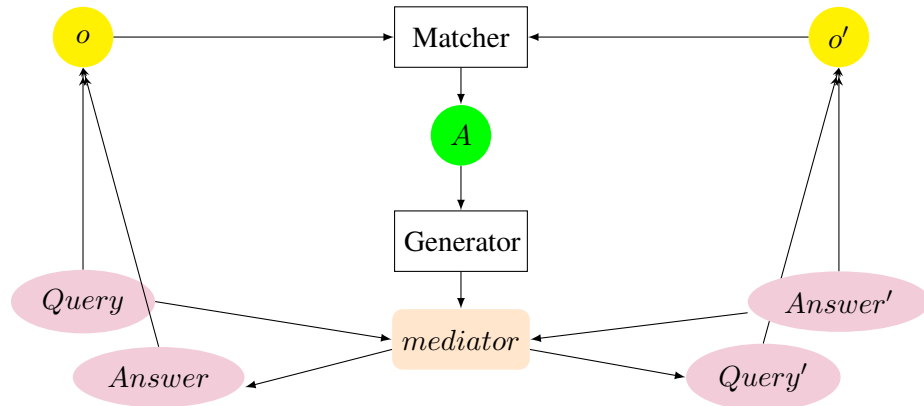 o
Matcher
o′
A
Generator
Query
Answer′
mediator
Answer
Query′